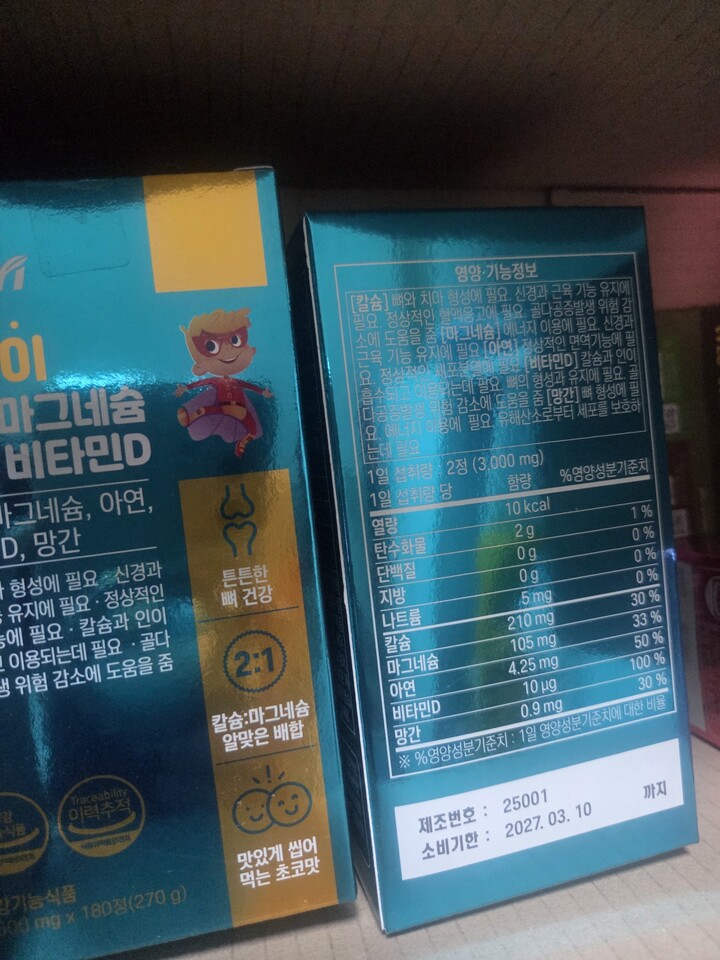 이
마그네슘
비타민D
마그네슘, 아연,
D, 망간
형성에 필요 신경과
유지에 필요 · 정상적인
능에 필요 · 칼슘과 인이
이용되는데 필요 · 골다
생 위험 감소에 도움을 줌
튼튼한
뼈 건강
2:1
칼슘:마그네슘
알맞은 배합
맛있게 씹어
먹는 초코맛
Traceability
이력추적
강기능식품
500 mg x 180정(270 g)
영양·기능정보
[칼슘] 뼈와 치아 형성에 필요. 신경과 근육 기능 유지에
필요. 정상적인 혈액응고에 필요. 골다공증발생 위험 감
소에 도움을 줌 [마그네슘] 에너지 이용에 필요. 신경과
근육 기능 유지에 필요 [아연] 정상적인 면역기능에 필
요. 정상적인 세포분열에 필요 [비타민D] 칼슘과 인이
흡수되고 이용되는데 필요. 뼈의 형성과 유지에 필요. 골
다공증발생 위험 감소에 도움을 줌 [망간] 뼈 형성에 필
요. 에너지 이용에 필요. 유해산소로부터 세포를 보호하
는데 필요
1일 섭취량 : 2정 (3,000 mg)
1일 섭취량 당 함량 %영양성분기준치
열량 10 kcal
탄수화물 2 g 1 %
단백질 0 g 0 %
지방 0 g 0 %
나트륨 5 mg 0 %
칼슘 210 mg 30 %
마그네슘 105 mg 33 %
아연 4.25 mg 50 %
비타민D 10 µg 100 %
망간 0.9 mg 30 %
※ %영양성분기준치 : 1일 영양성분기준치에 대한 비율
제조번호 : 25001
소비기한 : 2027. 03. 10 까지